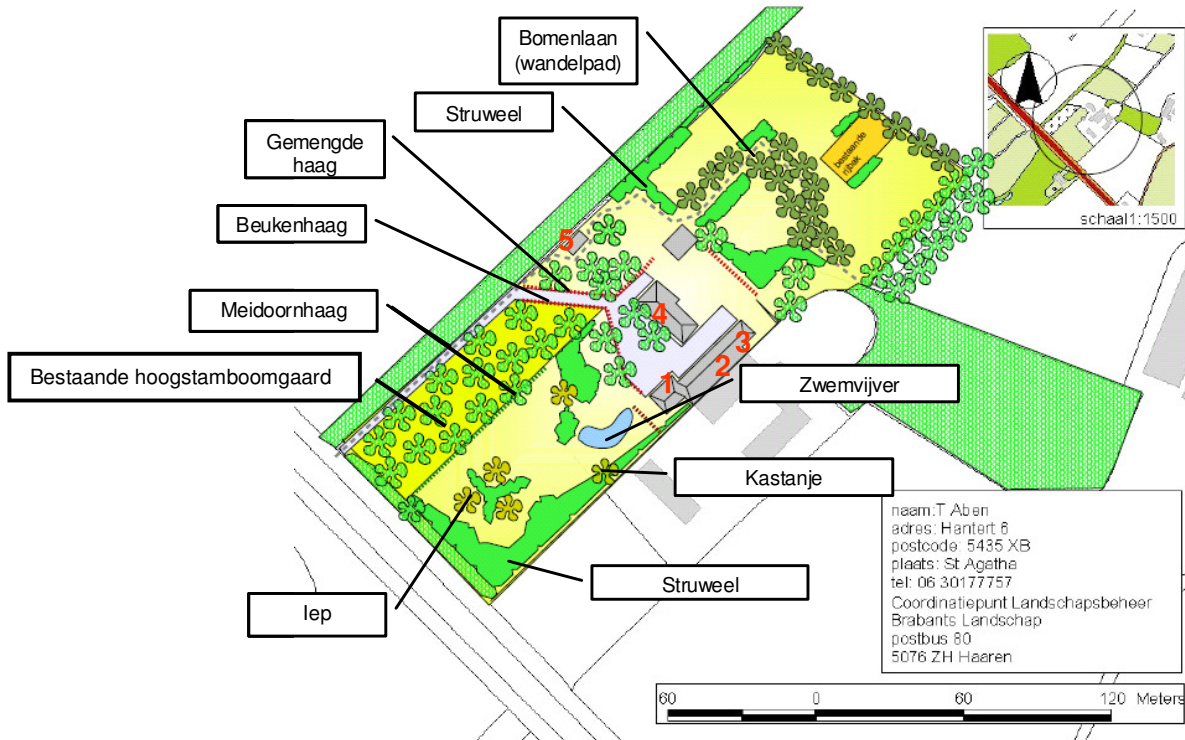 Bomenlaan
(wandelpad)
Struweel
Gemengde
haag
Beukenhaag
Meidoornhaag
Bestaande hoogstamboomgaard
bestaande
rijbak
schaal1:1500
5
4
3
2
1
Zwemvijver
Kastanje
Struweel
Iep
naam:T Aben
adres: Hantert 6
postcode: 5435 XB
plaats: St Agatha
tel: 06 30177757
Coordinatiepunt Landschapsbeheer
Brabants Landschap
postbus 80
5076 ZH Haaren
60 0 60 120 Meters